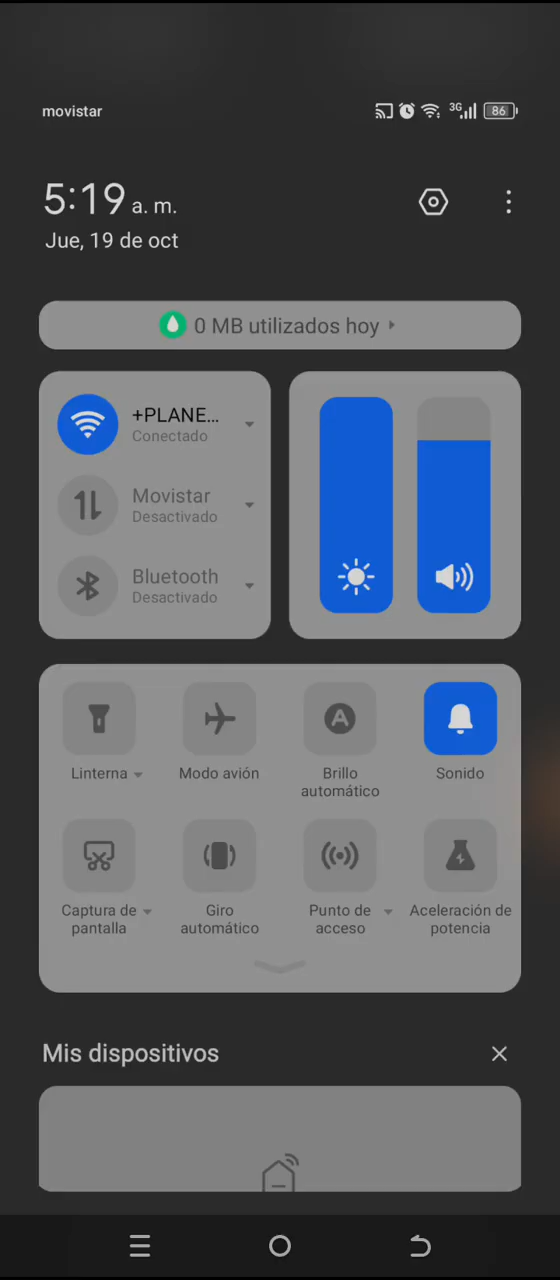 movistar
3G
86
5:19 a. m.
Jue, 19 de oct
0 MB utilizados hoy
+PLANE...
Conectado
Movistar
Desactivado
Bluetooth
Desactivado
Linterna
Modo avión
Brillo
automático
Sonido
Captura de
pantalla
Giro
automático
Punto de
acceso
Aceleración de
potencia
Mis dispositivos